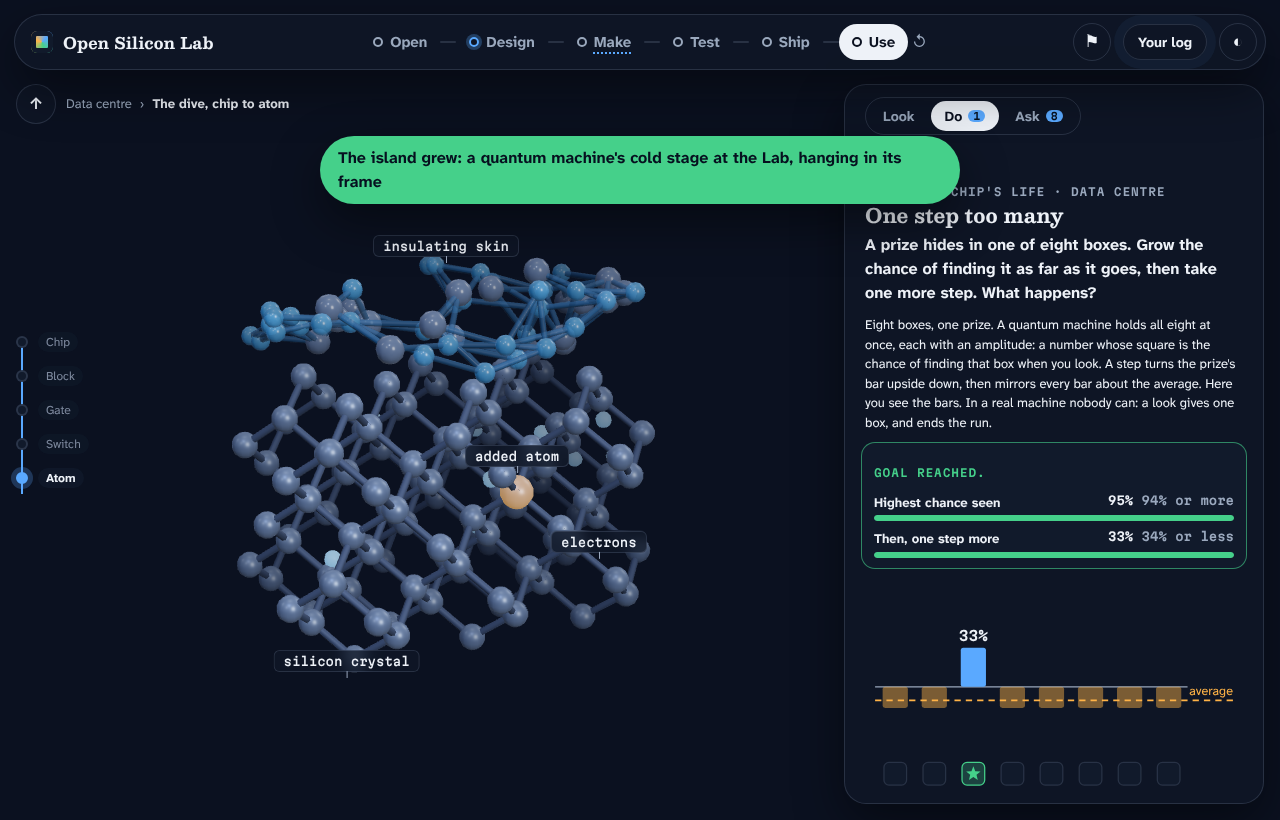 Open Silicon Lab
Open
Design
Make
Test
Ship
Use
Your log
Data centre › The dive, chip to atom
Look
Do 1
Ask 8
The island grew: a quantum machine's cold stage at the Lab, hanging in its
frame
CHIP'S LIFE · DATA CENTRE
One step too many
A prize hides in one of eight boxes. Grow the
chance of finding it as far as it goes, then take
one more step. What happens?
Eight boxes, one prize. A quantum machine holds all eight at
once, each with an amplitude: a number whose square is the
chance of finding that box when you look. A step turns the prize's
bar upside down, then mirrors every bar about the average. Here
you see the bars. In a real machine nobody can: a look gives one
box, and ends the run.
GOAL REACHED.
Highest chance seen 95% 94% or more
Then, one step more 33% 34% or less
33%
average
Chip
Block
Gate
Switch
Atom
insulating skin
added atom
electrons
silicon crystal